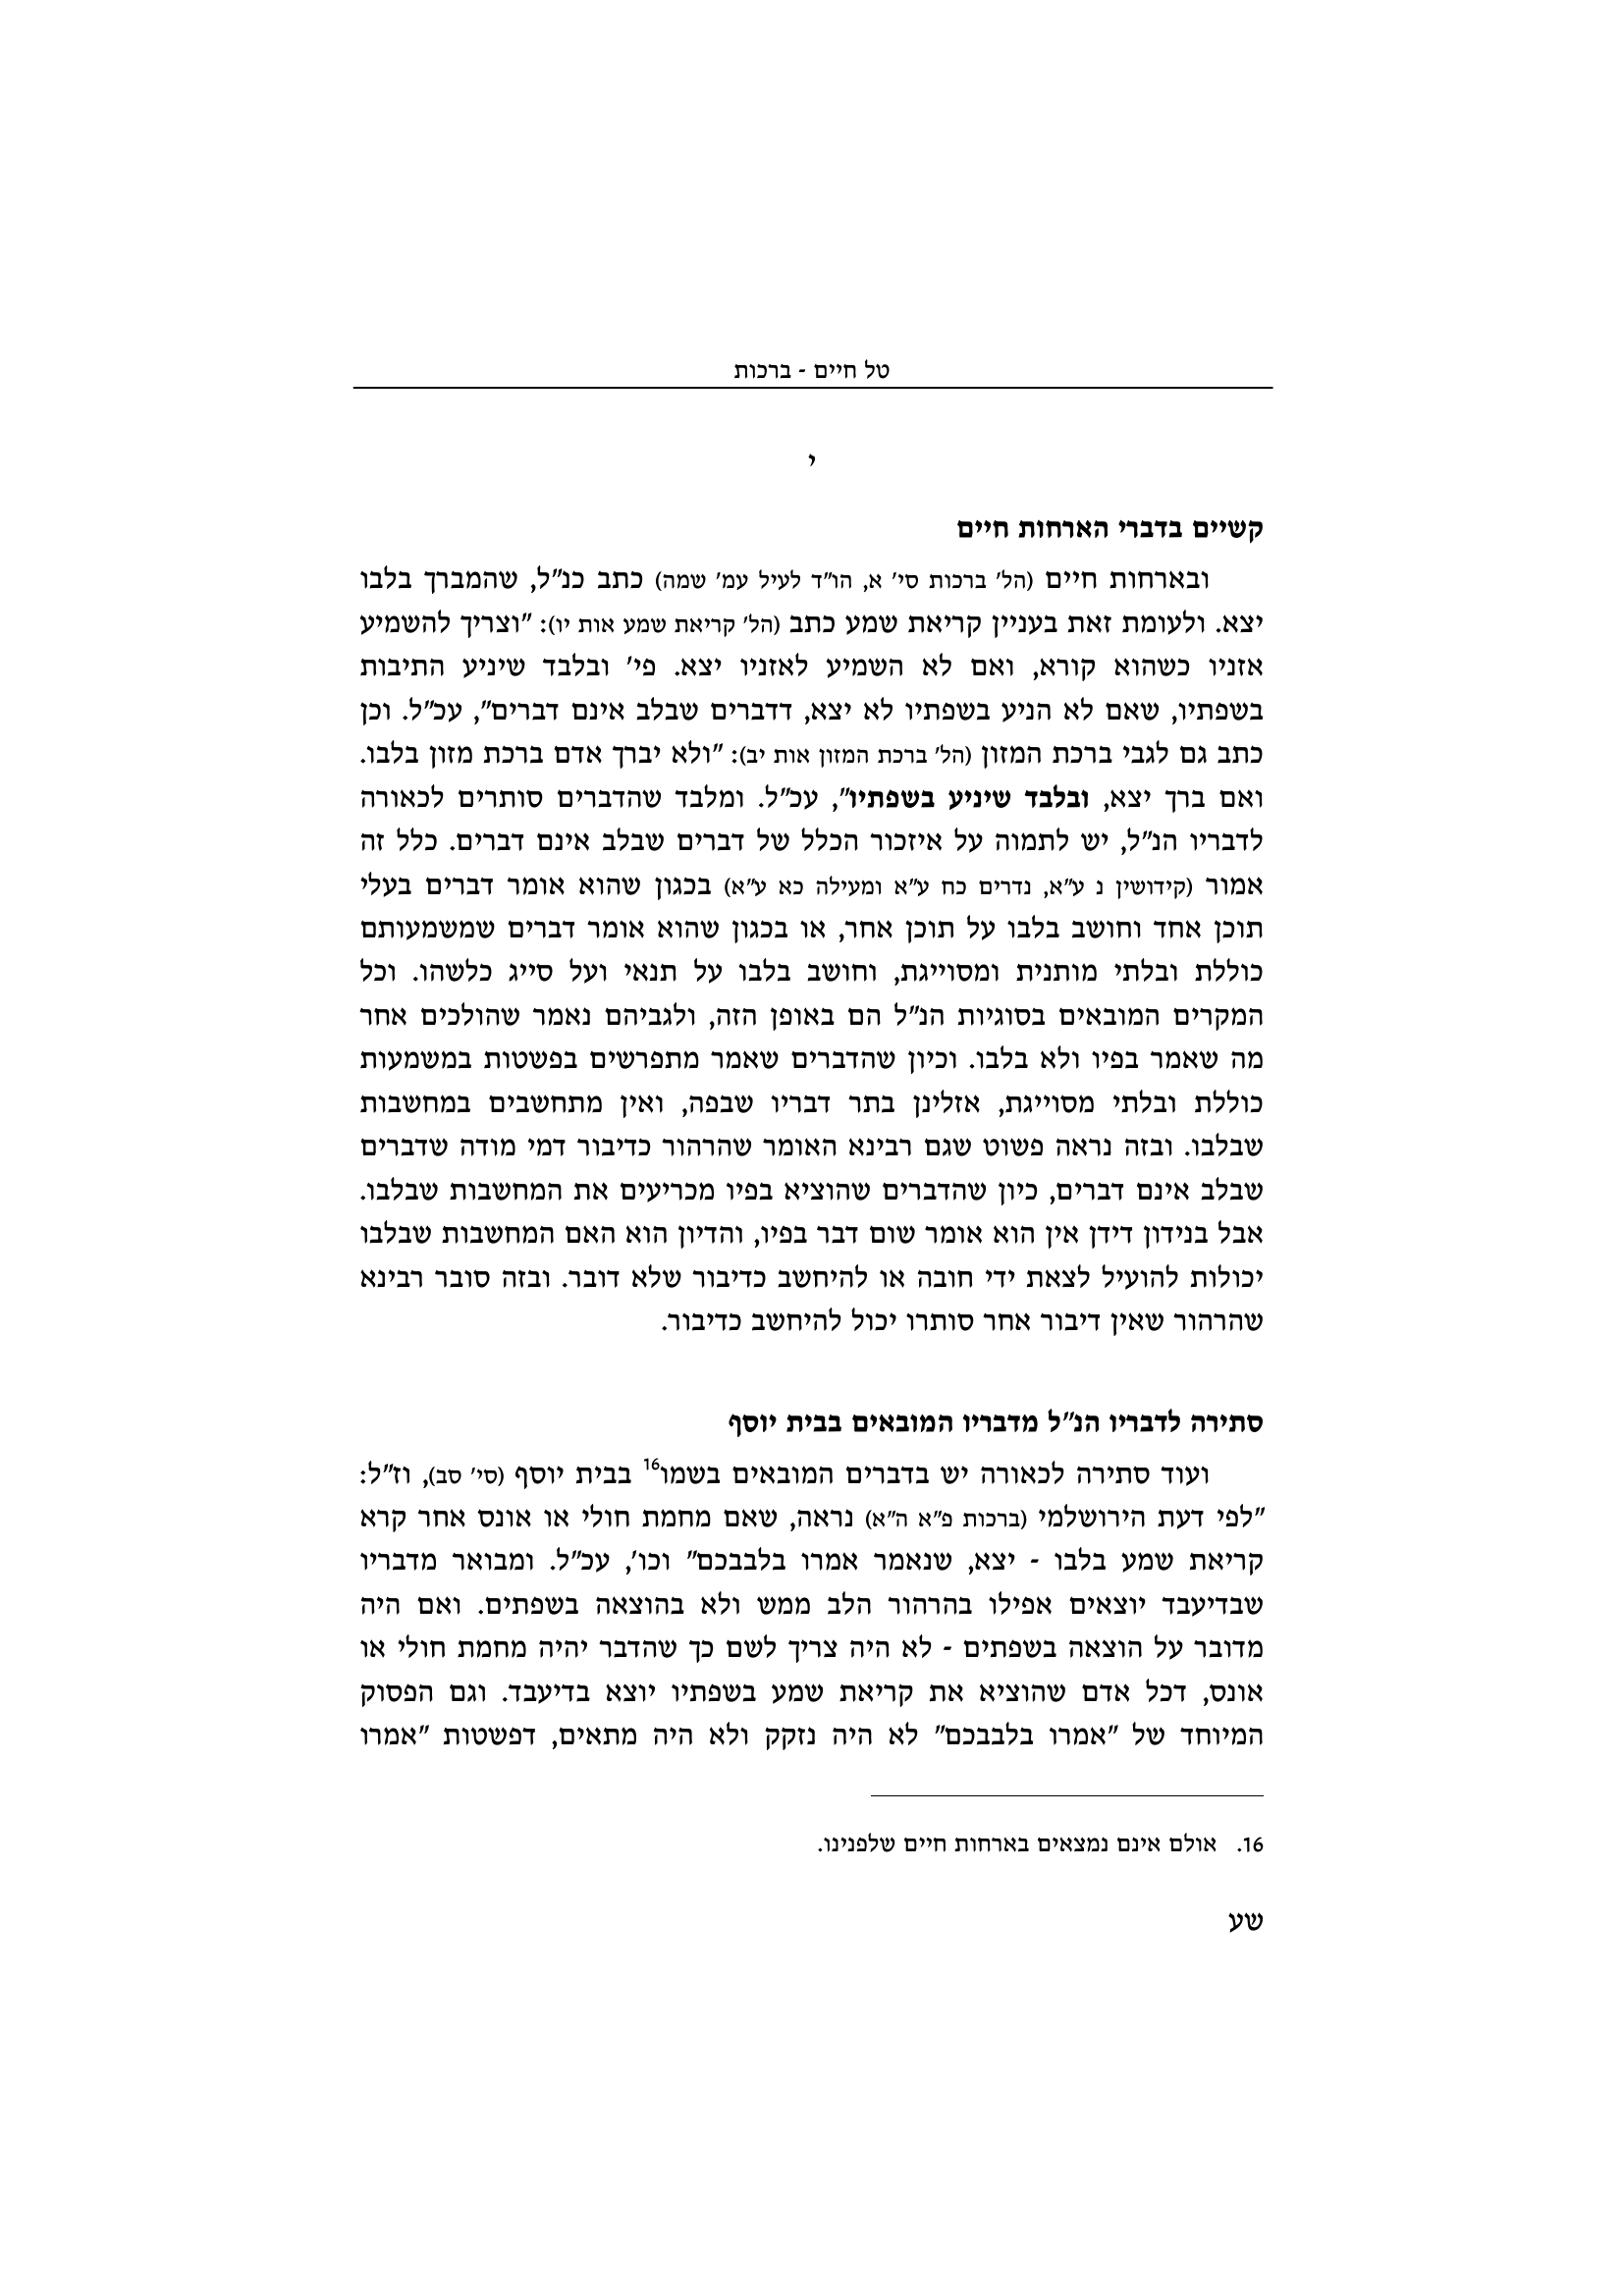 טל חיים - ברכות
י
קשיים בדברי הארחות חיים
ובארחות חיים (הל' ברכות סי' א, הו"ד לעיל עמ' שמה) כתב כנ"ל, שהמברך בלבו
יצא. ולעומת זאת בעניין קריאת שמע כתב (הל' קריאת שמע אות יו): "וצריך להשמיע
אזניו כשהוא קורא, ואם לא השמיע לאזניו יצא. פי' ובלבד שיניע התיבות
בשפתיו, שאם לא הניע בשפתיו לא יצא, דדברים שבלב אינם דברים", עכ"ל. וכן
כתב גם לגבי ברכת המזון (הל' ברכת המזון אות יב): "ולא יברך אדם ברכת מזון בלבו.
ואם ברך יצא, ובלבד שיניע בשפתיו", עכ"ל. ומלבד שהדברים סותרים לכאורה
לדבריו הנ"ל, יש לתמוה על איזכור הכלל של דברים שבלב אינם דברים. כלל זה
אמור (קידושין נ ע"א, נדרים כח ע"א ומעילה כא ע"א) בכגון שהוא אומר דברים בעלי
תוכן אחד וחושב בלבו על תוכן אחר, או בכגון שהוא אומר דברים שמשמעותם
כוללת ובלתי מותנית ומסוייגת, וחושב בלבו על תנאי ועל סייג כלשהו. וכל
המקרים המובאים בסוגיות הנ"ל הם באופן הזה, ולגביהם נאמר שהולכים אחר
מה שאמר בפיו ולא בלבו. וכיון שהדברים שאמר מתפרשים בפשטות במשמעות
כוללת ובלתי מסוייגת, אזלינן בתר דבריו שבפה, ואין מתחשבים במחשבות
שבלבו. ובזה נראה פשוט שגם רבינא האומר שהרהור כדיבור דמי מודה שדברים
שבלב אינם דברים, כיון שהדברים שהוציא בפיו מכריעים את המחשבות שבלבו.
אבל בנידון דידן אין הוא אומר שום דבר בפיו, והדיון הוא האם המחשבות שבלבו
יכולות להועיל לצאת ידי חובה או להיחשב כדיבור שלא דובר. ובזה סובר רבינא
שהרהור שאין דיבור אחר סותרו יכול להיחשב כדיבור.
סתירה לדבריו הנ"ל מדבריו המובאים בבית יוסף
ועוד סתירה לכאורה יש בדברים המובאים בשמו16 בבית יוסף (סי' סב), וז"ל:
"לפי דעת הירושלמי (ברכות פ"א ה"א) נראה, שאם מחמת חולי או אונס אחר קרא
קריאת שמע בלבו - יצא, שנאמר אמרו בלבבכם" וכו', עכ"ל. ומבואר מדבריו
שבדיעבד יוצאים אפילו בהרהור הלב ממש ולא בהוצאה בשפתים. ואם היה
מדובר על הוצאה בשפתים - לא היה צריך לשם כך שהדבר יהיה מחמת חולי או
אונס, דכל אדם שהוציא את קריאת שמע בשפתיו יוצא בדיעבד. וגם הפסוק
המיוחד של "אמרו בלבבכם" לא היה נזקק ולא היה מתאים, דפשטות "אמרו
16. אולם אינם נמצאים בארחות חיים שלפנינו.
שע